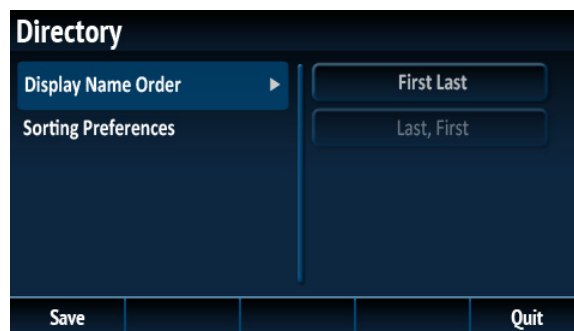 Directory
Display Name Order
First Last
Sorting Preferences
Last, First
Save
Quit